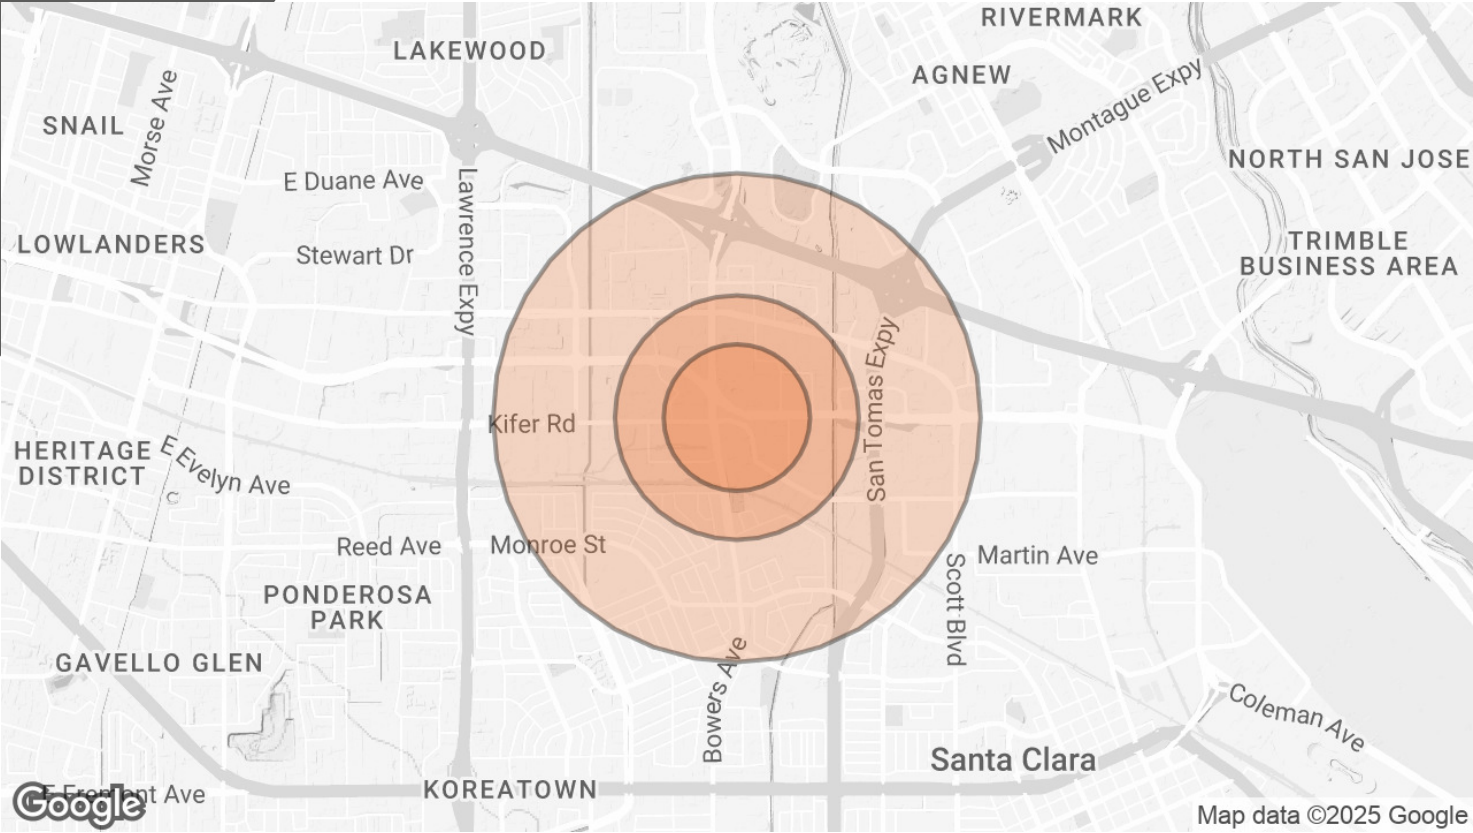 RIVERMARK
LAKEWOOD
AGNEW
Montague Expy
SNAIL
Morse Ave
NORTH SAN JOSE
E Duane Ave
Lawrence Expy
LOWLANDERS
Stewart Dr
TRIMBLE
BUSINESS AREA
San Tomas Expy
Kifer Rd
HERITAGE
DISTRICT
E Evelyn Ave
Reed Ave
Monroe St
Martin Ave
Scott Blvd
PONDEROSA
PARK
GAVELLO GLEN
Bowers Ave
Coleman Ave
Santa Clara
KOREATOWN
E Fremont Ave
Google
Map data ©2025 Google